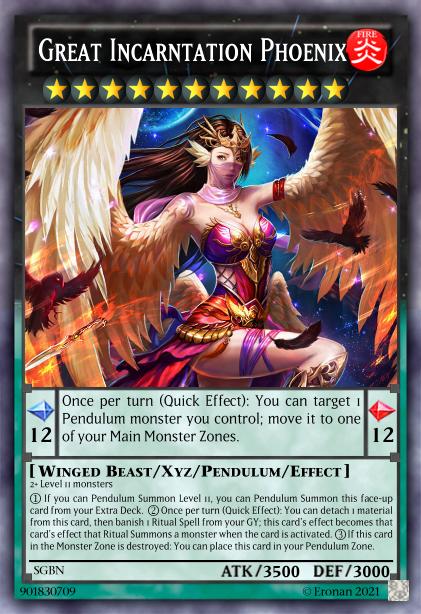 GREAT INCARNTATION PHOENIX
FIRE
炎
Once per turn (Quick Effect): You can target 1
Pendulum monster you control; move it to one
of your Main Monster Zones.
12
12
[WINGED BEAST/XYZ/PENDULUM/EFFECT]
2+ Level 11 monsters
① If you can Pendulum Summon Level 11, you can Pendulum Summon this face-up
card from your Extra Deck. ② Once per turn (Quick Effect): You can detach 1
material from this card, then banish 1 Ritual Spell from your GY; this card's effect becomes that
card's effect that Ritual Summons a monster when the card is activated. ③ If this card
in the Monster Zone is destroyed: You can place this card in your Pendulum Zone.
SGBN
ATK/3500 DEF/3000
901830709
© Eronan 2021